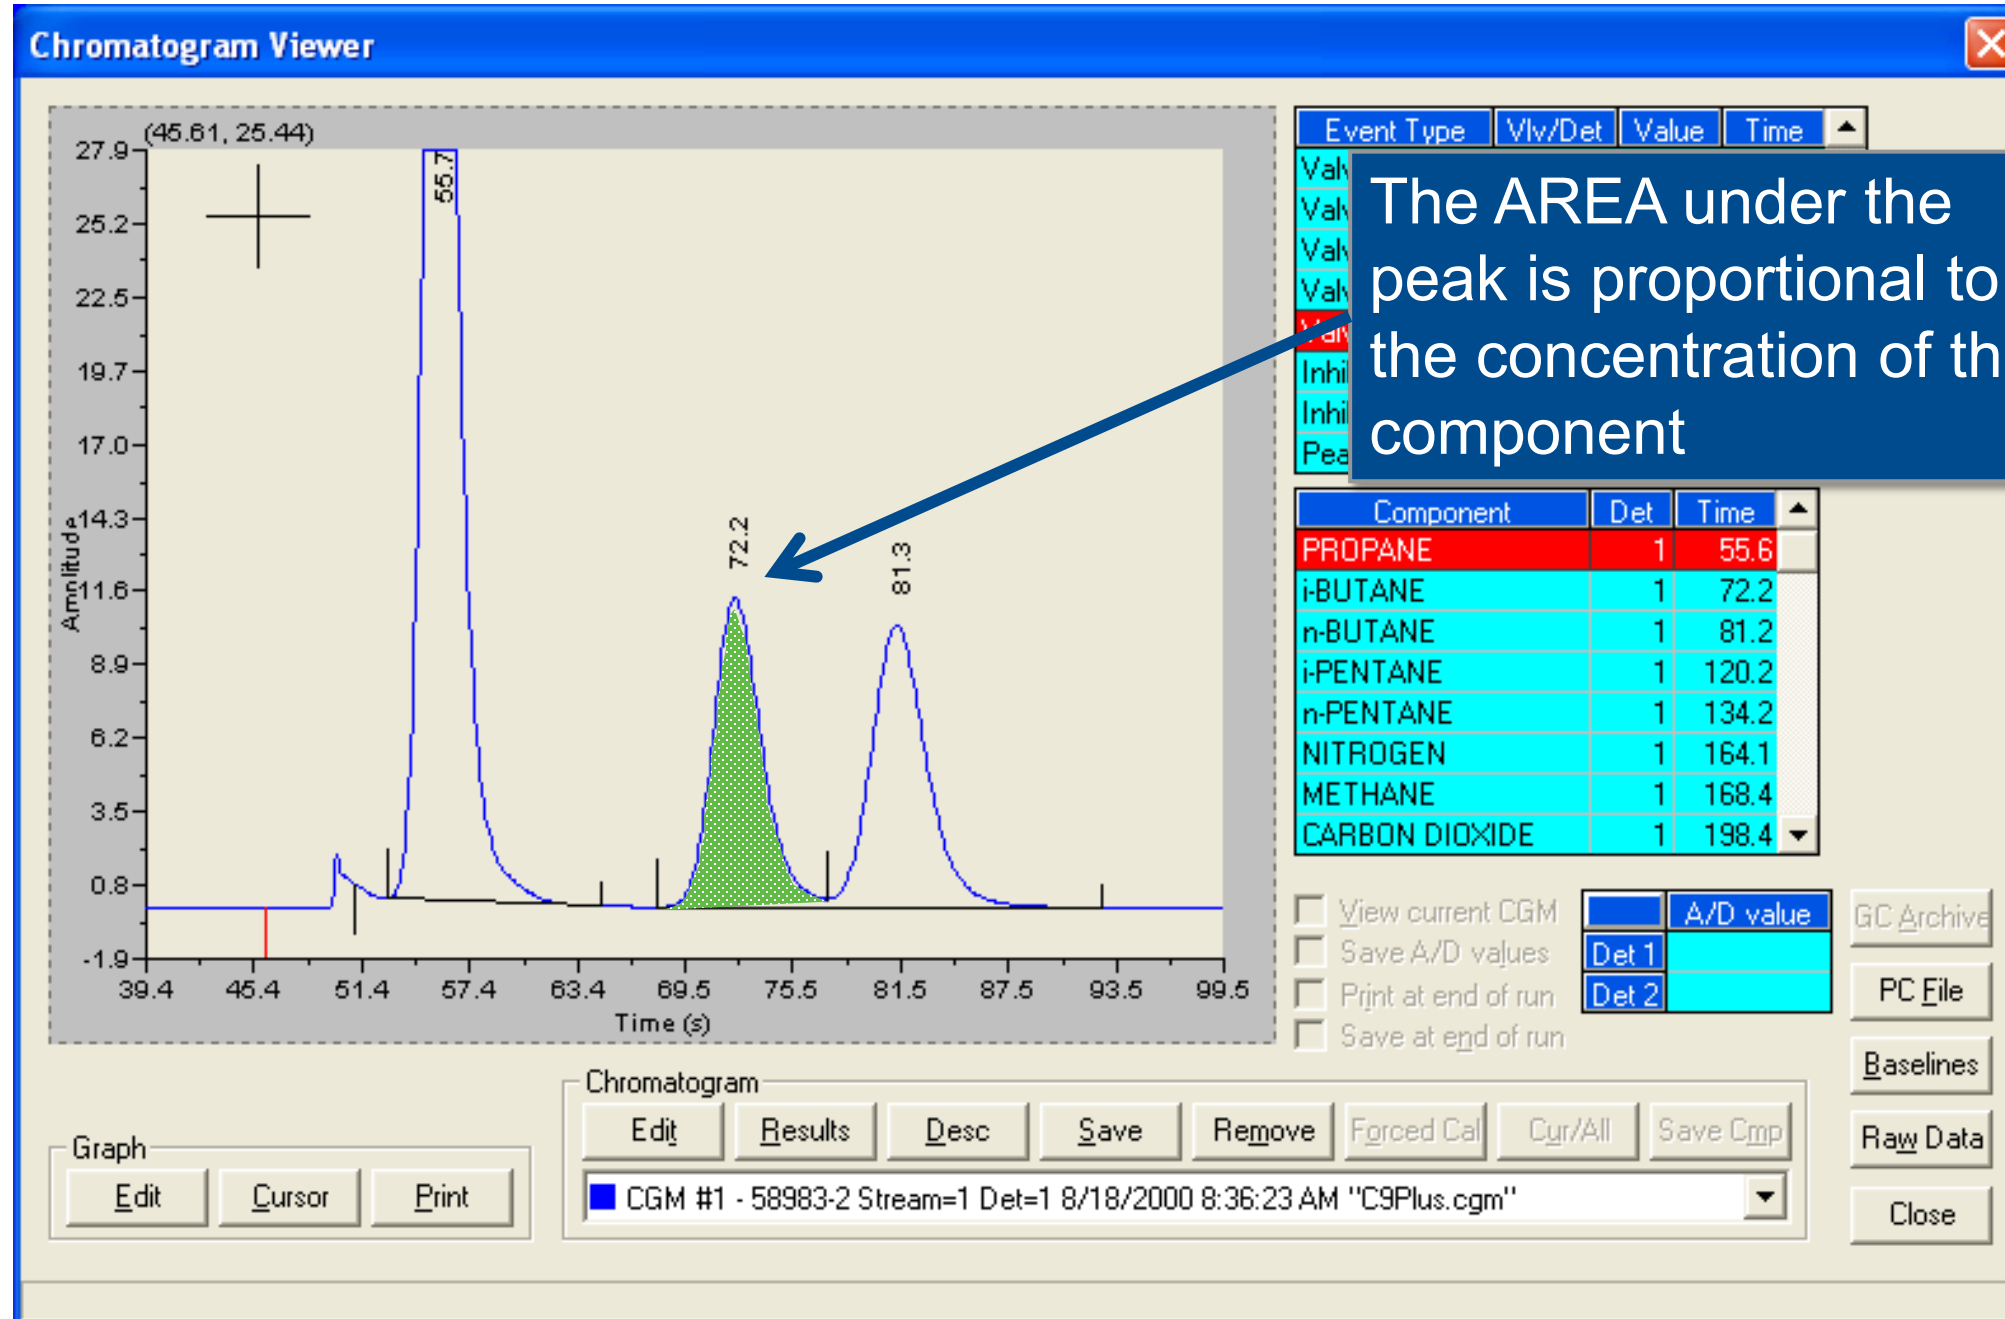 Chromatogram Viewer
(45.61, 25.44)
27.9
25.2
22.5
19.7
17.0
14.3
11.6
8.9
6.2
3.5
0.8
-1.9
Amplitude
55.7
72.2
81.3
39.4 45.4 51.4 57.4 63.4 69.5 75.5 81.5 87.5 93.5 99.5
Time (s)
Event Type Vlv/Det Value Time
The AREA under the
peak is proportional to
the concentration of th
component
Component Det Time
PROPANE 1 55.6
i-BUTANE 1 72.2
n-BUTANE 1 81.2
i-PENTANE 1 120.2
n-PENTANE 1 134.2
NITROGEN 1 164.1
METHANE 1 168.4
CARBON DIOXIDE 1 198.4
View current CGM
Save A/D values
Print at end of run
Save at end of run
A/D value
Det 1
Det 2
GC Archive
PC File
Baselines
Raw Data
Close
Chromatogram
Edit Results Desc Save Remove Forced Cal Cur/All Save Cmp
CGM #1 - 58983-2 Stream=1 Det=1 8/18/2000 8:36:23 AM "C9Plus.cgm"
Graph
Edit Cursor Print